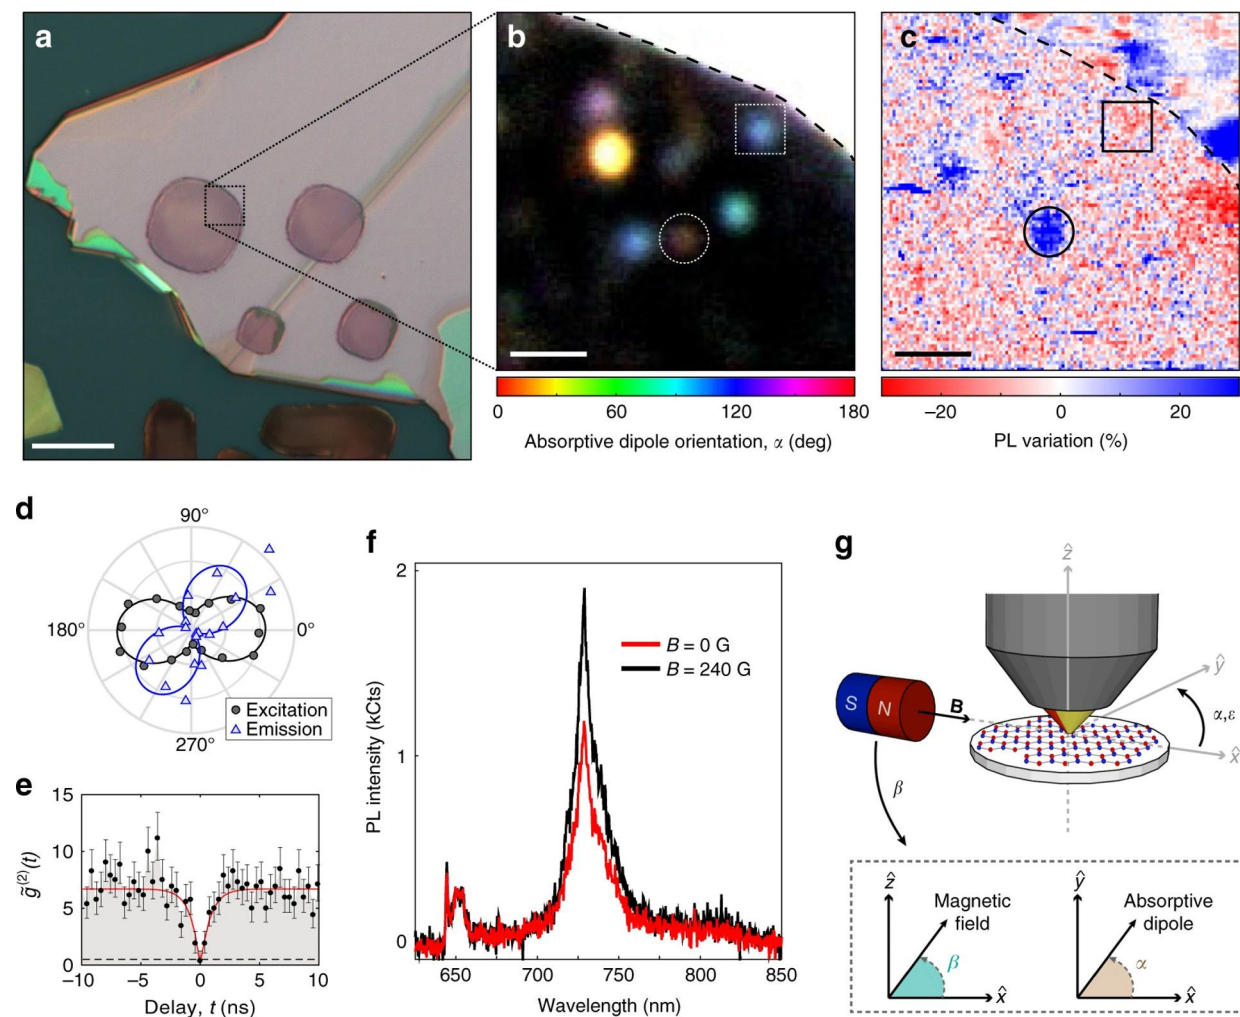 a
b
c
0
60
120
180
Absorptive dipole orientation, α (deg)
−20
0
20
PL variation (%)
d
90°
180°
0°
270°
Excitation
Emission
e
15
10
5
0
g⁽²⁾(t)
−10
−5
0
5
10
Delay, t (ns)
f
2
1
0
PL intensity (kCts)
B = 0 G
B = 240 G
650
700
750
800
850
Wavelength (nm)
g
ẑ
ŷ
x̂
α,ε
S
N
B
β
ẑ
Magnetic
field
β
x̂
ŷ
Absorptive
dipole
α
x̂